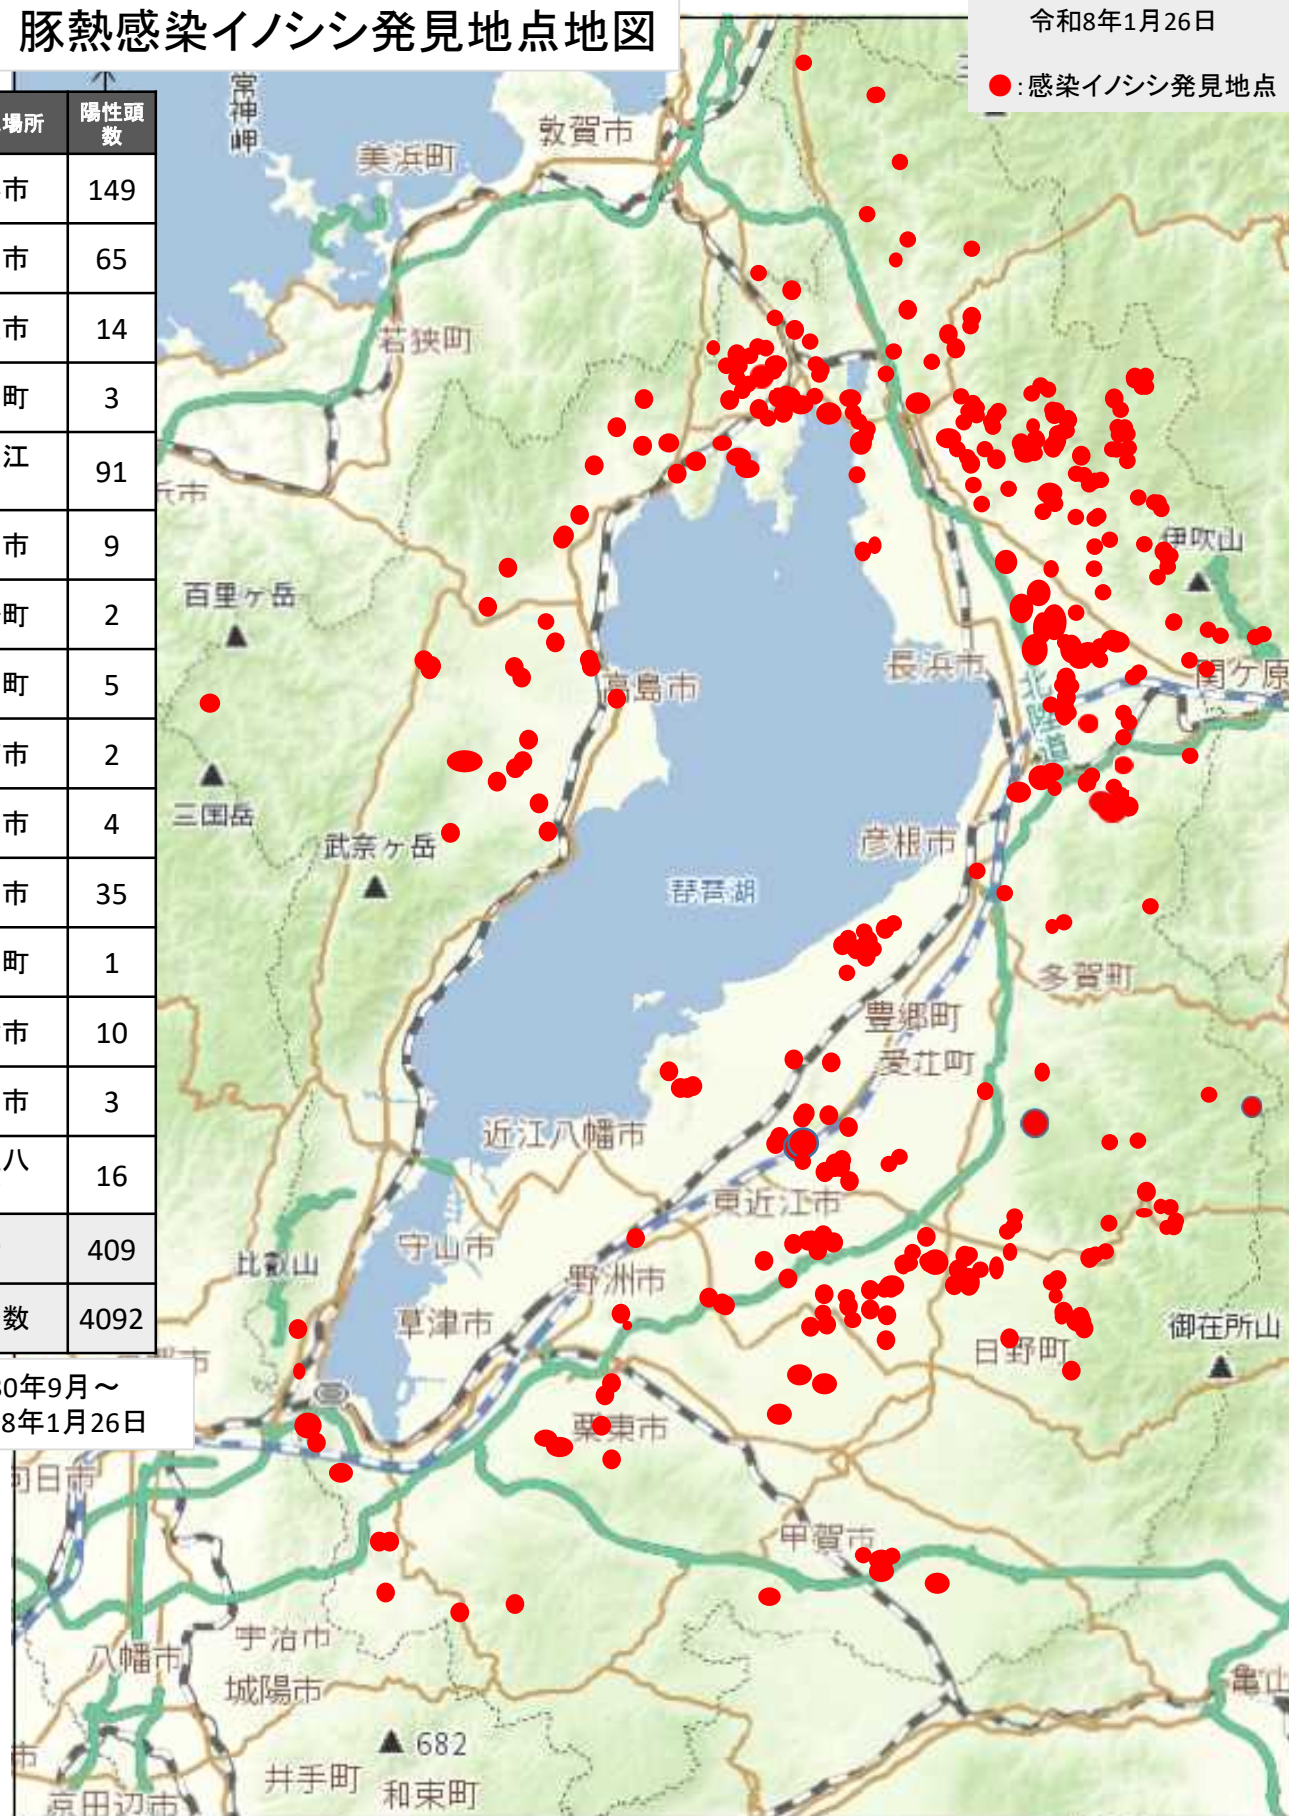 豚熱感染イノシシ発見地点地図
令和8年1月26日
●:感染イノシシ発見地点
場所 陽性頭数
市 149
市 65
市 14
町 3
江 91
市 9
町 2
町 5
市 2
市 4
市 35
町 1
市 10
市 3
八 16
409
数 4092
30年9月～
8年1月26日
常神岬
美浜町
敦賀市
若狭町
浜市
百里ヶ岳
三国岳
武奈ヶ岳
高島市
長浜市
伊吹山
関ケ原
彦根市
琵琶湖
多賀町
豊郷町
愛荘町
近江八幡市
東近江市
守山市
野洲市
比叡山
草津市
御在所山
日野町
栗東市
向日市
甲賀市
宇治市
八幡市
城陽市
亀山
682
井手町
和束町
市
京田辺市